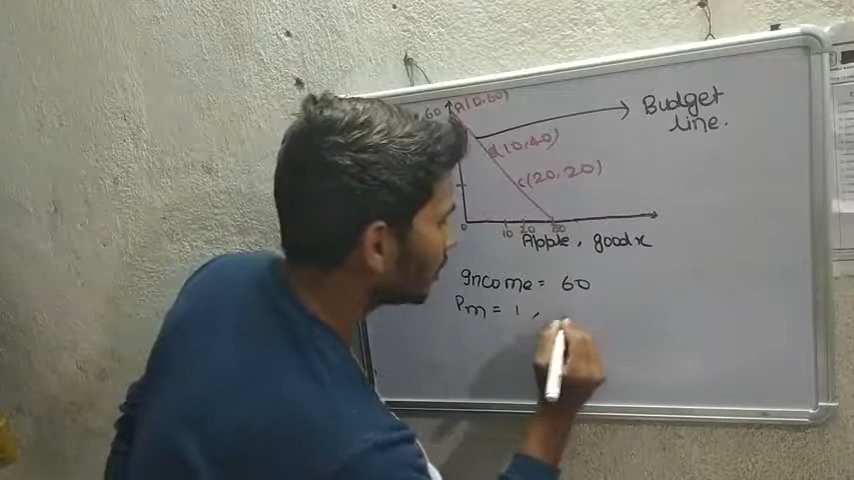 60 A(0,60)
Budget
line.
(10,40)
C(20,20)
0 10 20 30
Apple, good x
Income = 60
Pm = 1 ,